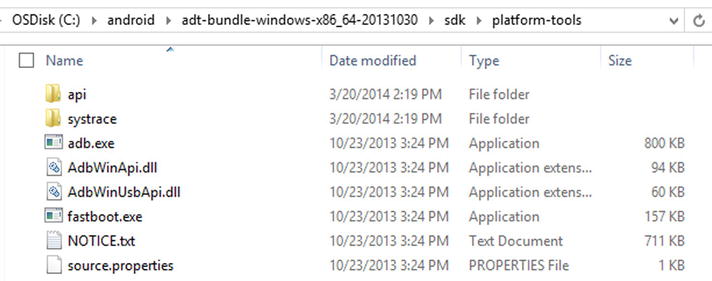 OSDisk (C:) android adt-bundle-windows-x86_64-20131030 sdk platform-tools
Name Date modified Type Size
api 3/20/2014 2:19 PM File folder
systrace 3/20/2014 2:19 PM File folder
adb.exe 10/23/2013 3:24 PM Application 800 KB
AdbWinApi.dll 10/23/2013 3:24 PM Application extens... 94 KB
AdbWinUsbApi.dll 10/23/2013 3:24 PM Application extens... 60 KB
fastboot.exe 10/23/2013 3:24 PM Application 157 KB
NOTICE.txt 10/23/2013 3:24 PM Text Document 711 KB
source.properties 10/23/2013 3:24 PM PROPERTIES File 1 KB